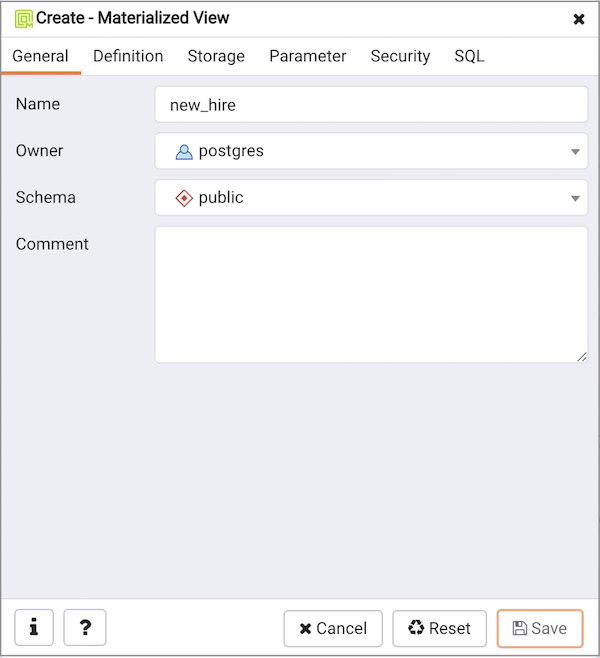 Create - Materialized View
General Definition Storage Parameter Security SQL
Name new_hire
Owner postgres
Schema public
Comment
i ? Cancel Reset Save